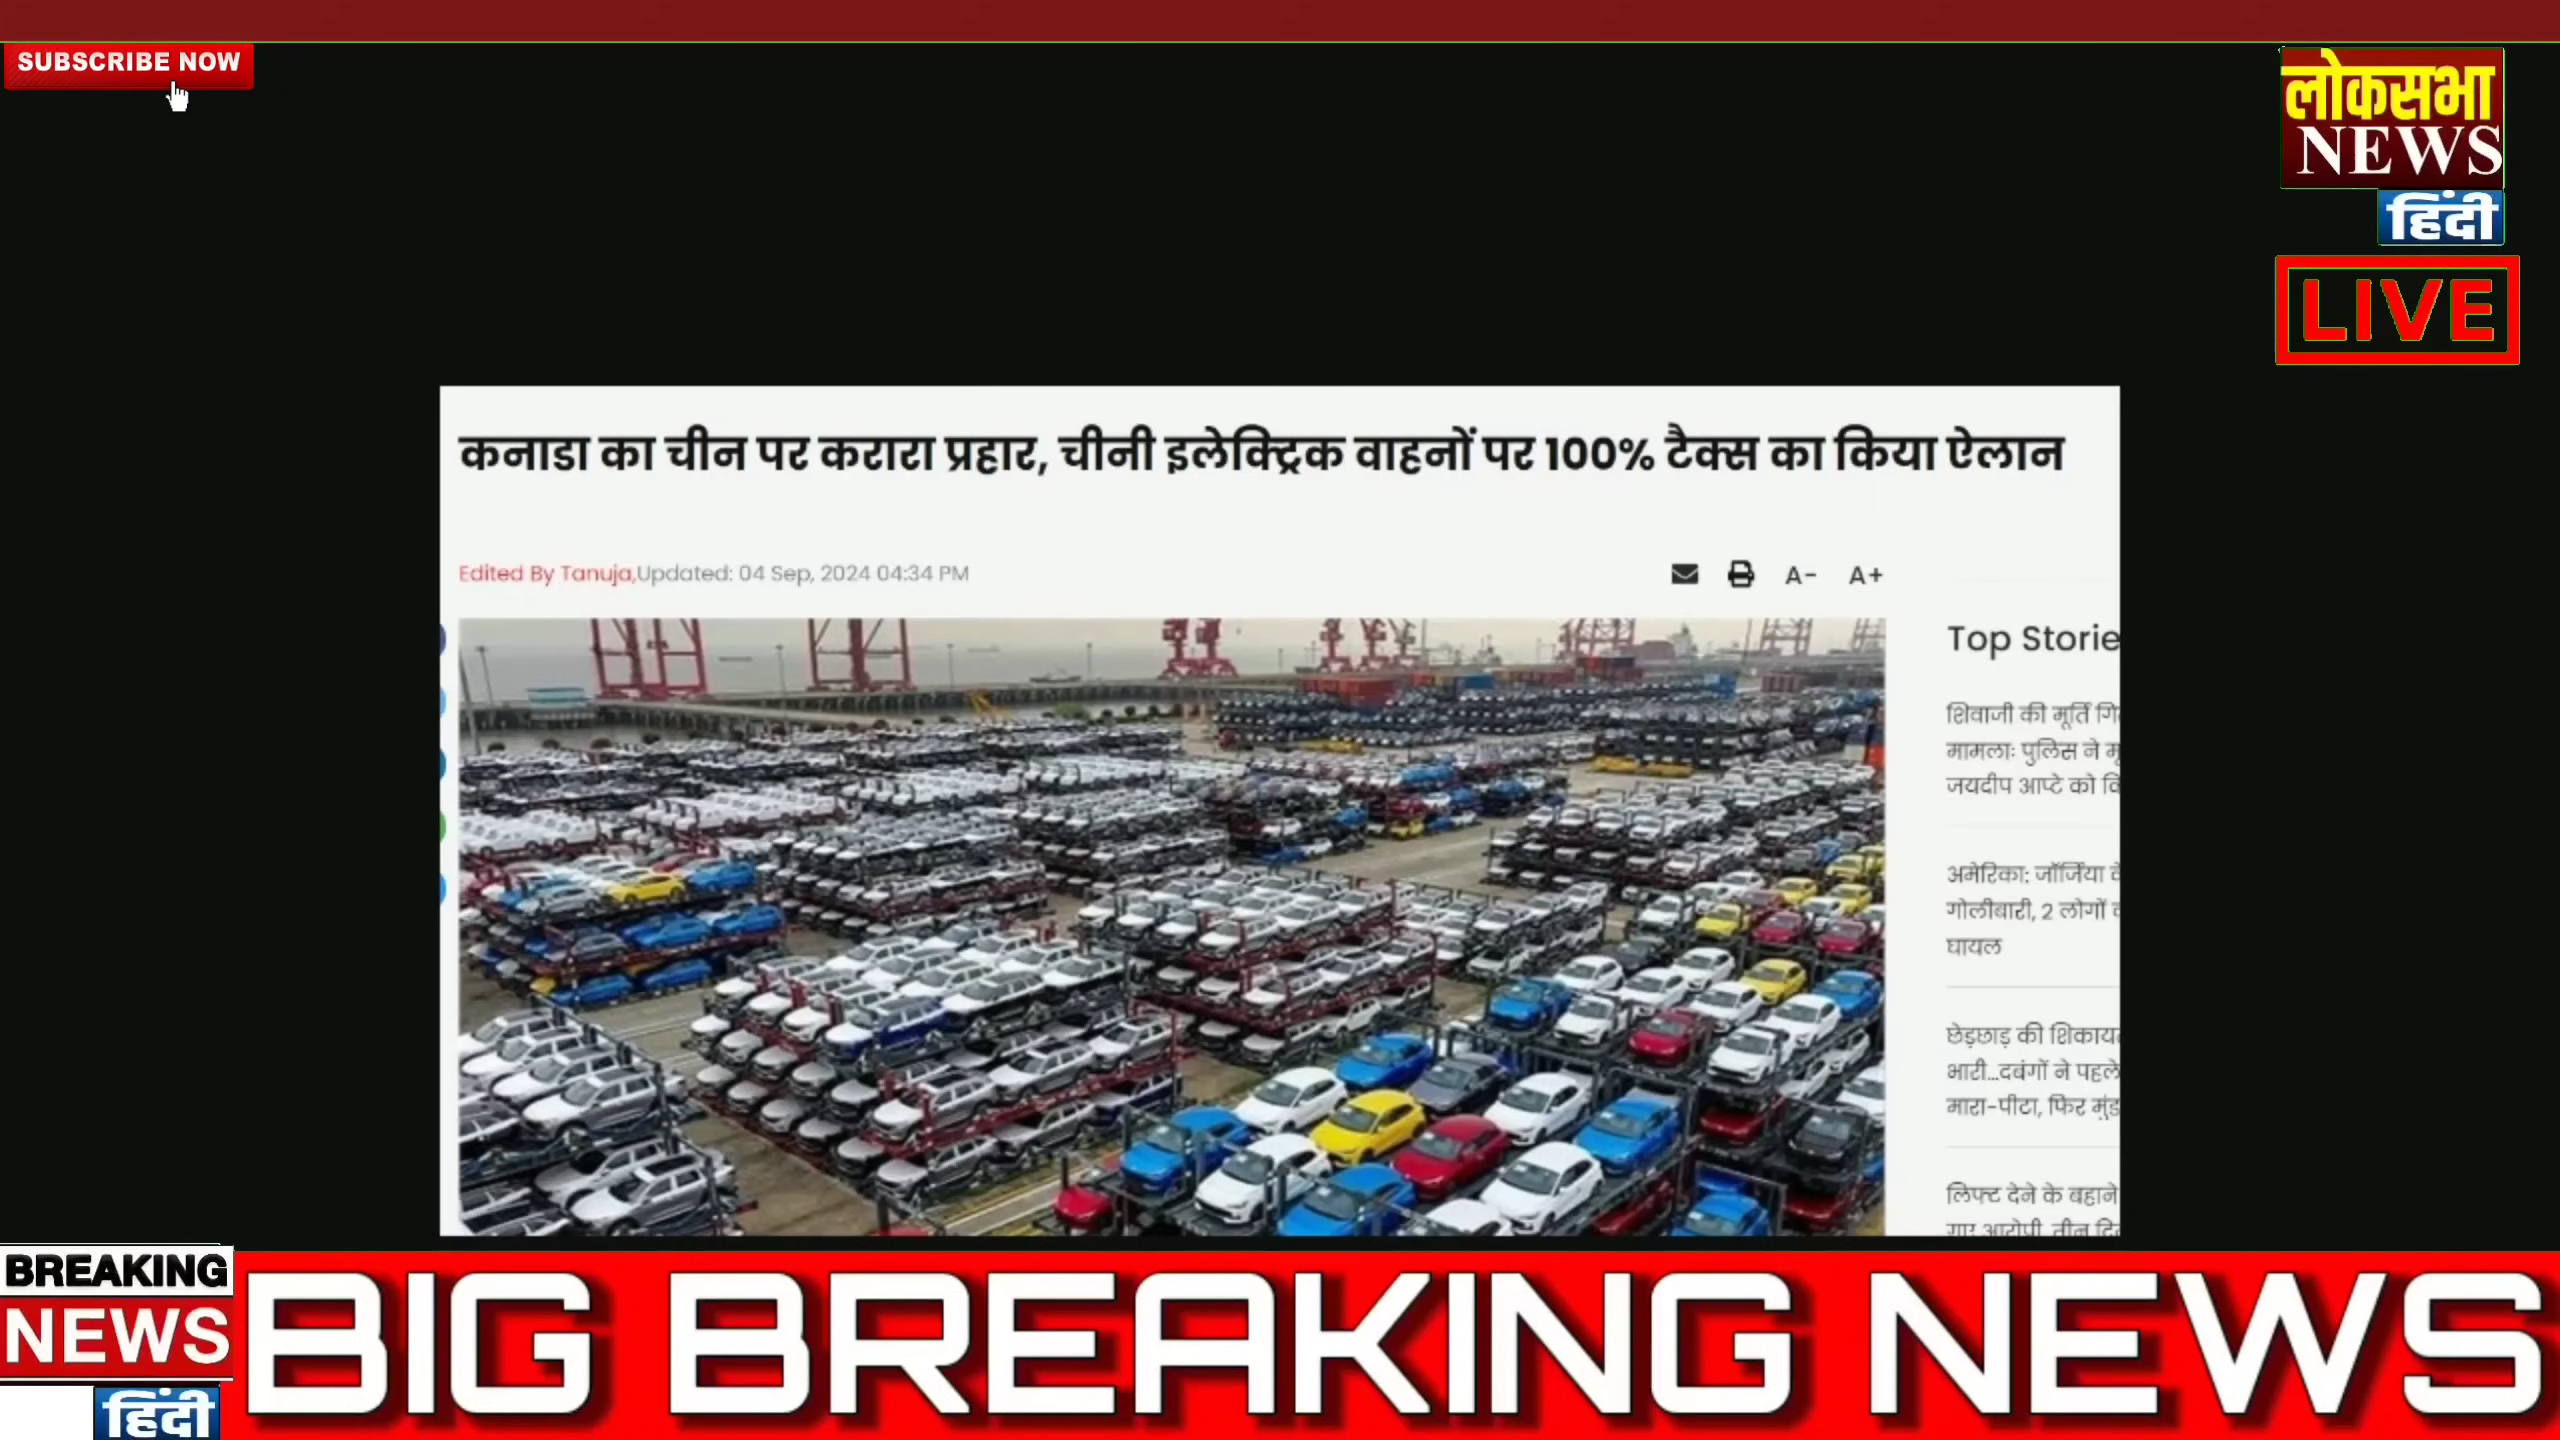 SUBSCRIBE NOW
लोकसभा
NEWS
हिंदी
LIVE
कनाडा का चीन पर करारा प्रहार, चीनी इलेक्ट्रिक वाहनों पर 100% टैक्स का किया ऐलान
Edited By Tanuja,Updated: 04 Sep, 2024 04:34 PM
A- A+
Top Storie
शिवाजी की मूर्ति
मामलाः पुलिस ने
जयदीप आप्टे को
अमेरिका: जॉर्जिया
गोलीबारी, 2 लोगों
घायल
छेड़छाड़ की
भारी...दबंगों ने पहले
मारा-पीटा, फिर
लिफ्ट देने के बहाने
BREAKING
NEWS
हिंदी
BIG BREAKING NEWS